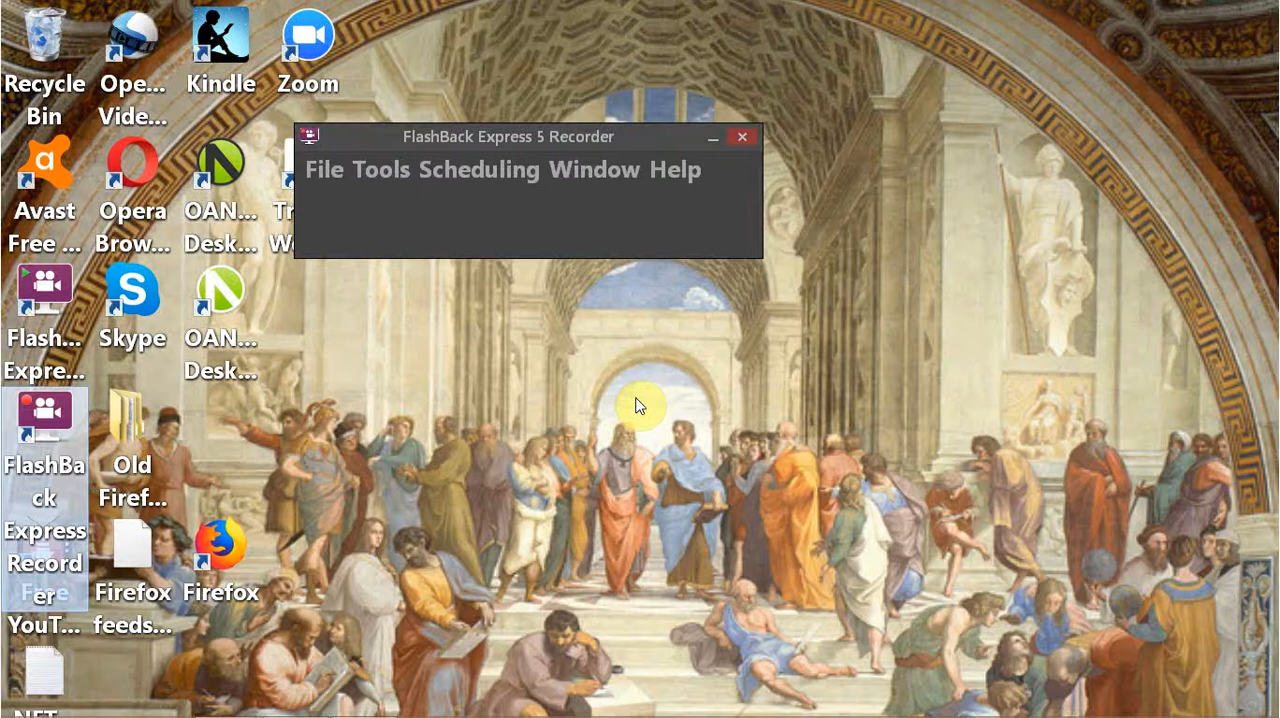 Recycle
Bin
Ope...
Vide...
Kindle
Zoom
FlashBack Express 5 Recorder
File Tools Scheduling Window Help
Avast
Free ...
Opera
Brow...
OAN...
Desk...
Flash...
Expre...
Skype
OAN...
Desk...
FlashBa
ck
Express
Record
er
YouT...
Old
Firef...
Firefox
feeds...
Firefox